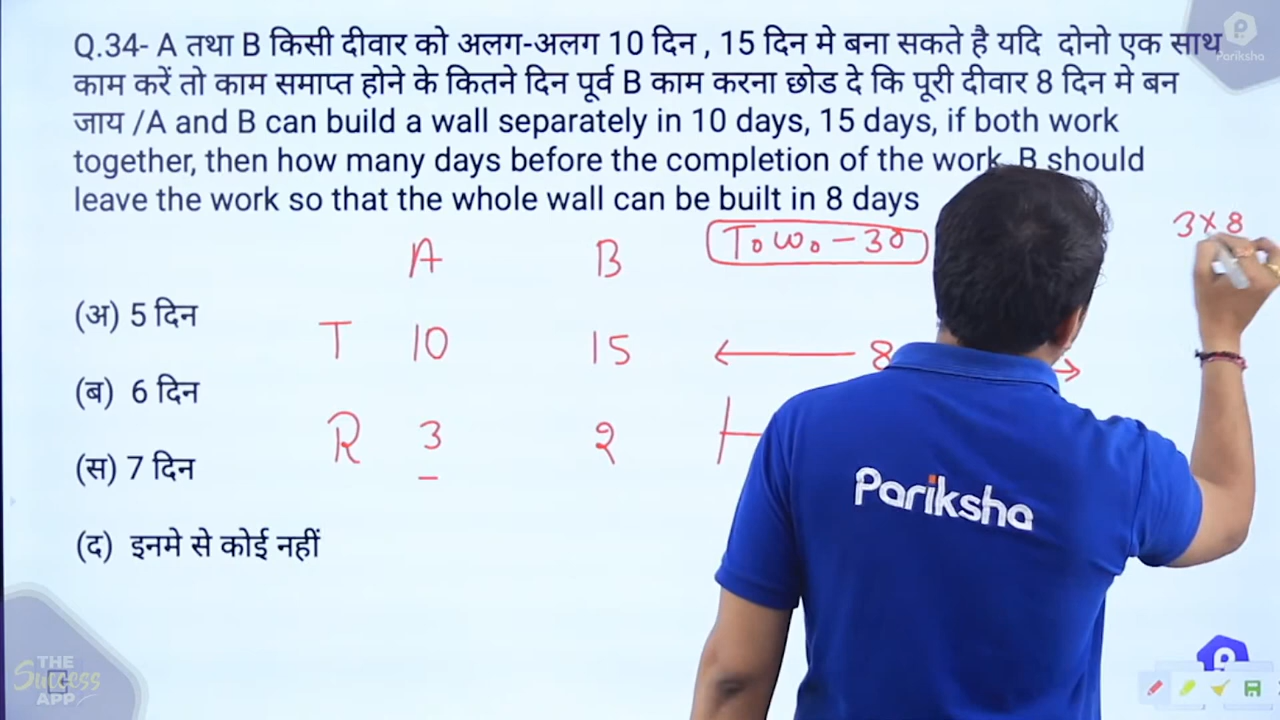 Q.34- A तथा B किसी दीवार को अलग-अलग 10 दिन , 15 दिन मे बना सकते है यदि दोनो एक साथ
काम करें तो काम समाप्त होने के कितने दिन पूर्व B काम करना छोड दे कि पूरी दीवार 8 दिन मे बन
जाय /A and B can build a wall separately in 10 days, 15 days, if both work
together, then how many days before the completion of the work, B should
leave the work so that the whole wall can be built in 8 days
A B T.W. - 30
3 x 8
(अ) 5 दिन
T 10 15 8
(ब) 6 दिन
R 3 2
(स) 7 दिन
(द) इनमे से कोई नहीं
Pariksha
Pariksha
THE
Success
APP